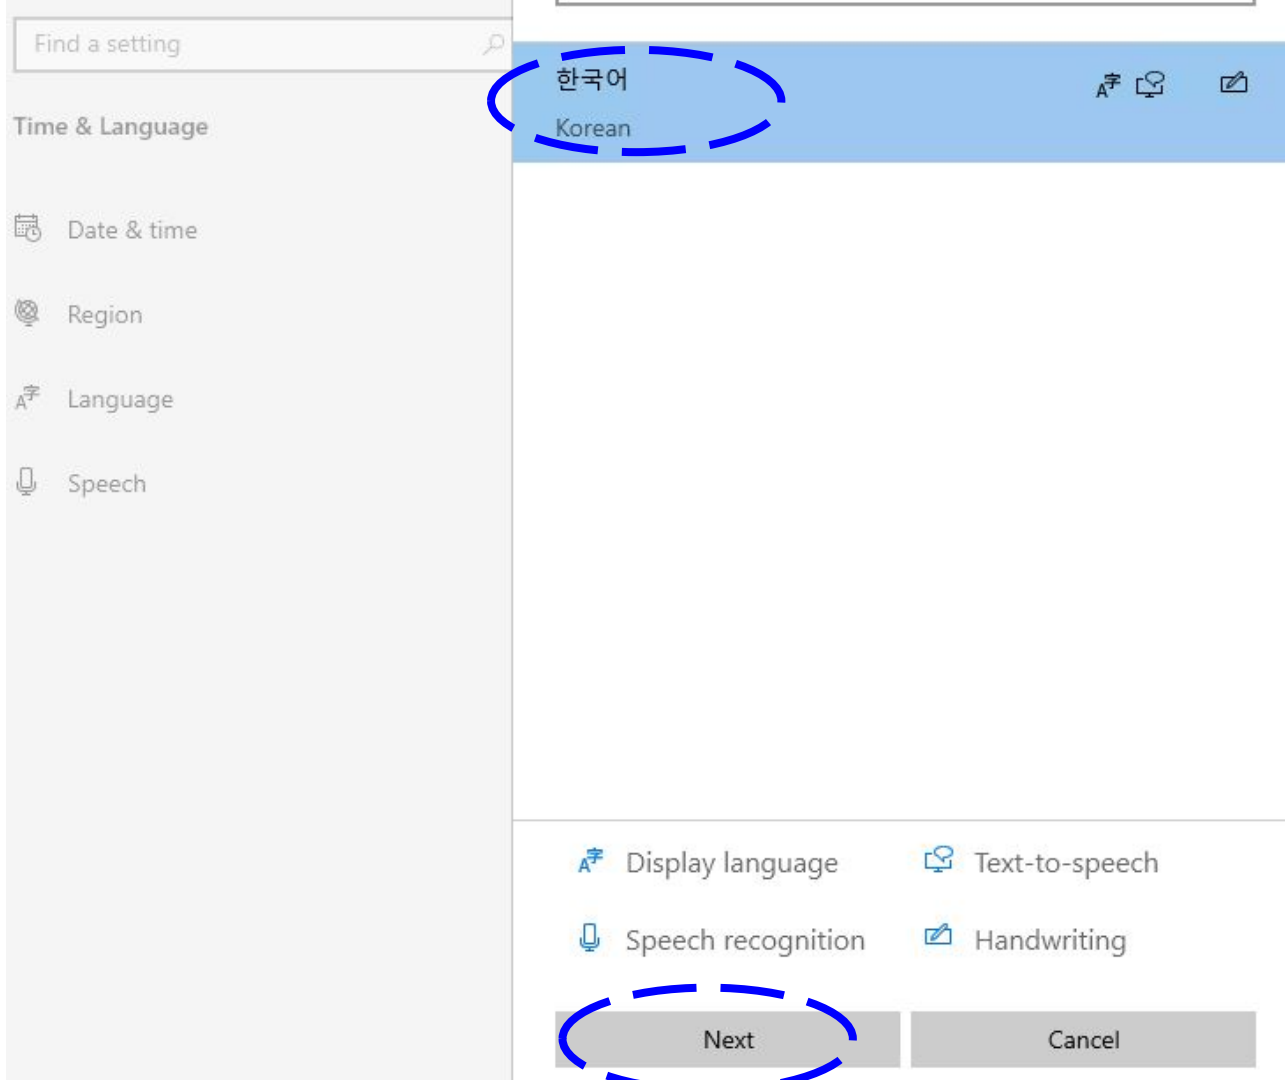 Find a setting
Time & Language
Date & time
Region
Language
Speech
한국어
Korean
Display language
Text-to-speech
Speech recognition
Handwriting
Next
Cancel